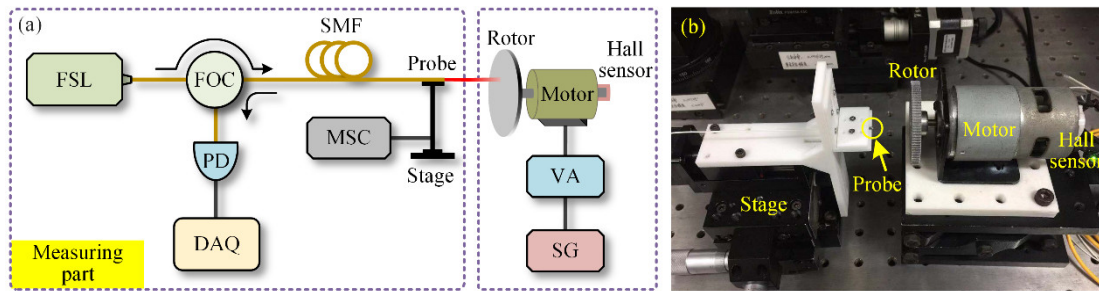 (a)
SMF
FSL
FOC
Probe
MSC
Stage
PD
DAQ
Measuring
part
Rotor
Hall
sensor
Motor
VA
SG
(b)
Rotor
Motor
Hall
sensor
Probe
Stage